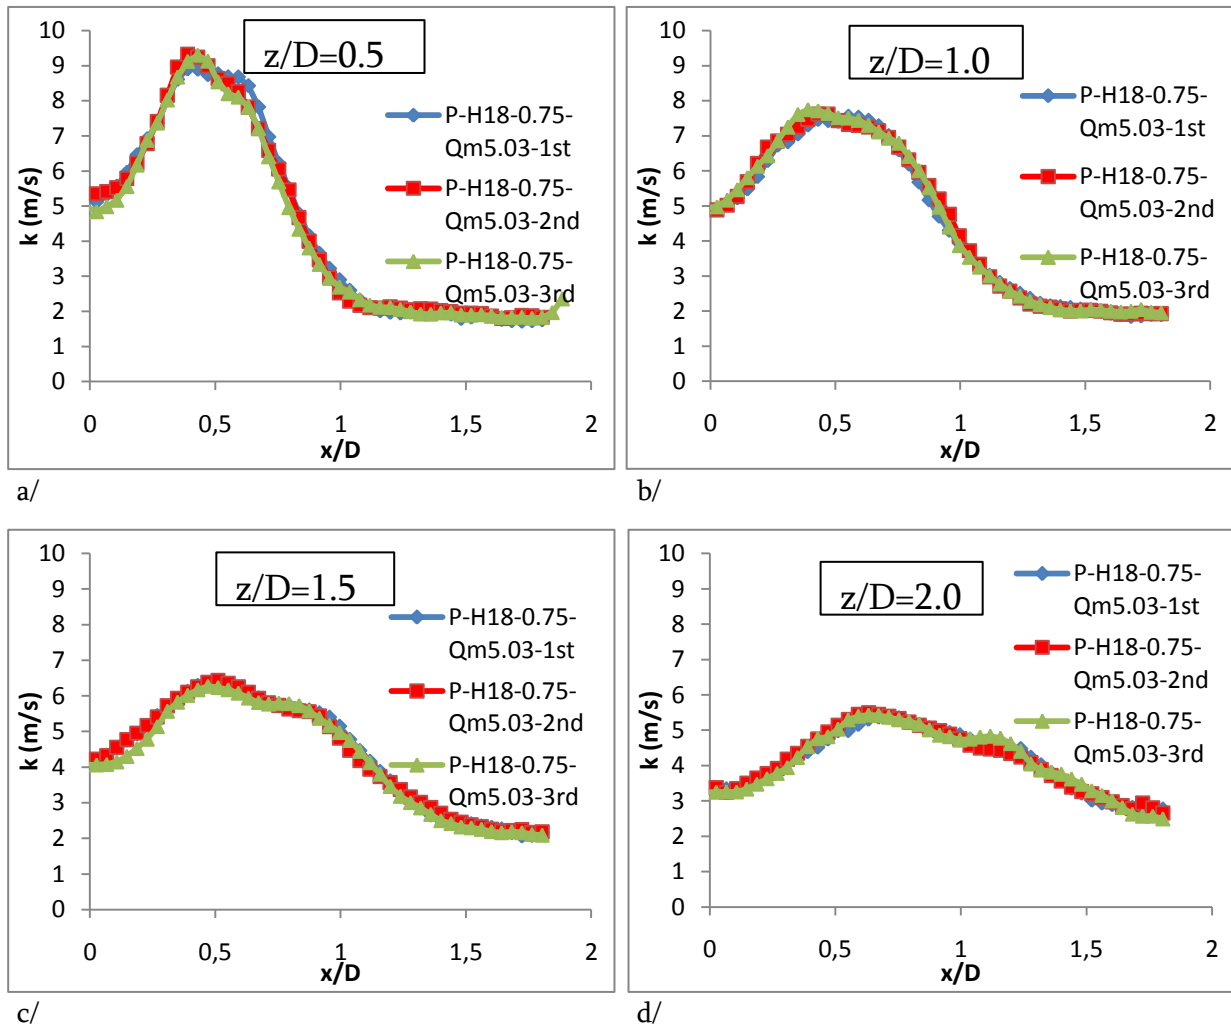 z/D=0.5
10
9
8
7
6
5
4
3
2
1
0
k (m/s)
P-H18-0.75-
Qm5.03-1st
P-H18-0.75-
Qm5.03-2nd
P-H18-0.75-
Qm5.03-3rd
0 0,5 1 1,5 2
x/D
a/
z/D=1.0
10
9
8
7
6
5
4
3
2
1
0
k (m/s)
P-H18-0.75-
Qm5.03-1st
P-H18-0.75-
Qm5.03-2nd
P-H18-0.75-
Qm5.03-3rd
0 0,5 1 1,5 2
x/D
b/
z/D=1.5
10
9
8
7
6
5
4
3
2
1
0
k (m/s)
P-H18-0.75-
Qm5.03-1st
P-H18-0.75-
Qm5.03-2nd
P-H18-0.75-
Qm5.03-3rd
0 0,5 1 1,5 2
x/D
c/
z/D=2.0
10
9
8
7
6
5
4
3
2
1
0
k (m/s)
P-H18-0.75-
Qm5.03-1st
P-H18-0.75-
Qm5.03-2nd
P-H18-0.75-
Qm5.03-3rd
0 0,5 1 1,5 2
x/D
d/